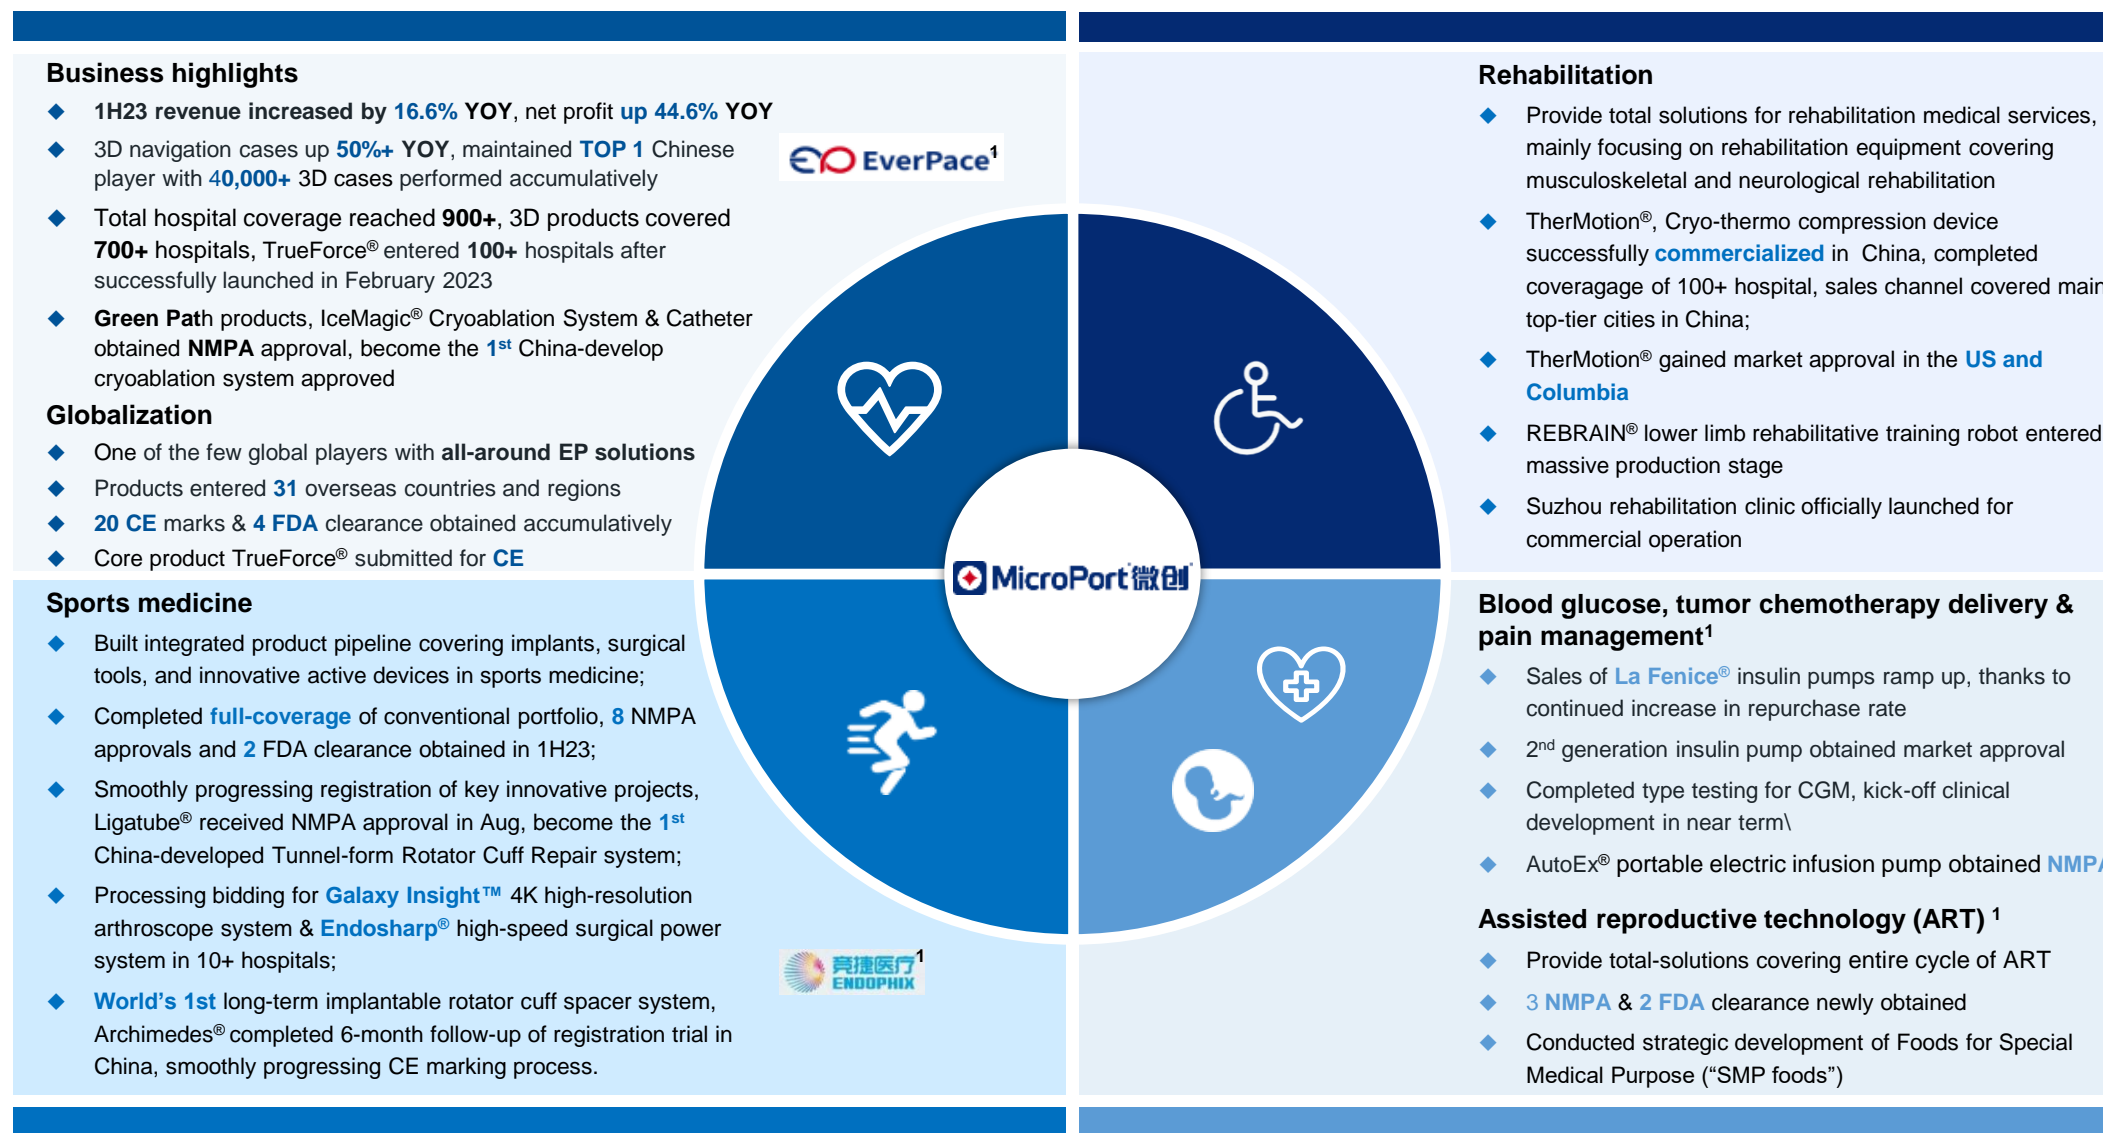 Business highlights
◆ 1H23 revenue increased by 16.6% YOY, net profit up 44.6% YOY
◆ 3D navigation cases up 50%+ YOY, maintained TOP 1 Chinese
player with 40,000+ 3D cases performed accumulatively
◆ Total hospital coverage reached 900+, 3D products covered
700+ hospitals, TrueForce® entered 100+ hospitals after
successfully launched in February 2023
◆ Green Path products, IceMagic® Cryoablation System & Catheter
obtained NMPA approval, become the 1st China-develop
cryoablation system approved
Globalization
◆ One of the few global players with all-around EP solutions
◆ Products entered 31 overseas countries and regions
◆ 20 CE marks & 4 FDA clearance obtained accumulatively
◆ Core product TrueForce® submitted for CE
EverPace1
Rehabilitation
◆ Provide total solutions for rehabilitation medical services,
mainly focusing on rehabilitation equipment covering
musculoskeletal and neurological rehabilitation
◆ TherMotion®, Cryo-thermo compression device
successfully commercialized in China, completed
coveragage of 100+ hospital, sales channel covered main
top-tier cities in China;
◆ TherMotion® gained market approval in the US and
Columbia
◆ REBRAIN® lower limb rehabilitative training robot entered
massive production stage
◆ Suzhou rehabilitation clinic officially launched for
commercial operation
MicroPort 微创
Sports medicine
◆ Built integrated product pipeline covering implants, surgical
tools, and innovative active devices in sports medicine;
◆ Completed full-coverage of conventional portfolio, 8 NMPA
approvals and 2 FDA clearance obtained in 1H23;
◆ Smoothly progressing registration of key innovative projects,
Ligatube® received NMPA approval in Aug, become the 1st
China-developed Tunnel-form Rotator Cuff Repair system;
◆ Processing bidding for Galaxy Insight™ 4K high-resolution
arthroscope system & Endosharp® high-speed surgical power
system in 10+ hospitals;
◆ World's 1st long-term implantable rotator cuff spacer system,
Archimedes® completed 6-month follow-up of registration trial in
China, smoothly progressing CE marking process.
竞捷医疗1
ENDOPHIX
Blood glucose, tumor chemotherapy delivery &
pain management1
◆ Sales of La Fenice® insulin pumps ramp up, thanks to
continued increase in repurchase rate
◆ 2nd generation insulin pump obtained market approval
◆ Completed type testing for CGM, kick-off clinical
development in near term\
◆ AutoEx® portable electric infusion pump obtained NMPA
Assisted reproductive technology (ART) 1
◆ Provide total-solutions covering entire cycle of ART
◆ 3 NMPA & 2 FDA clearance newly obtained
◆ Conducted strategic development of Foods for Special
Medical Purpose (“SMP foods”)